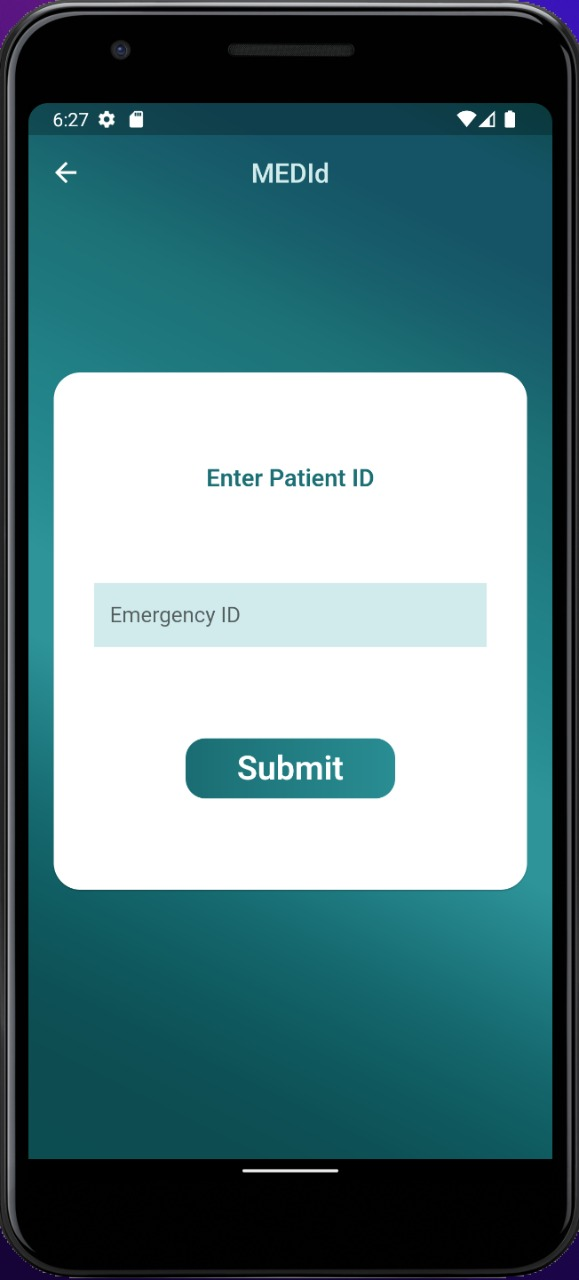 6:27
MEDId
Enter Patient ID
Emergency ID
Submit